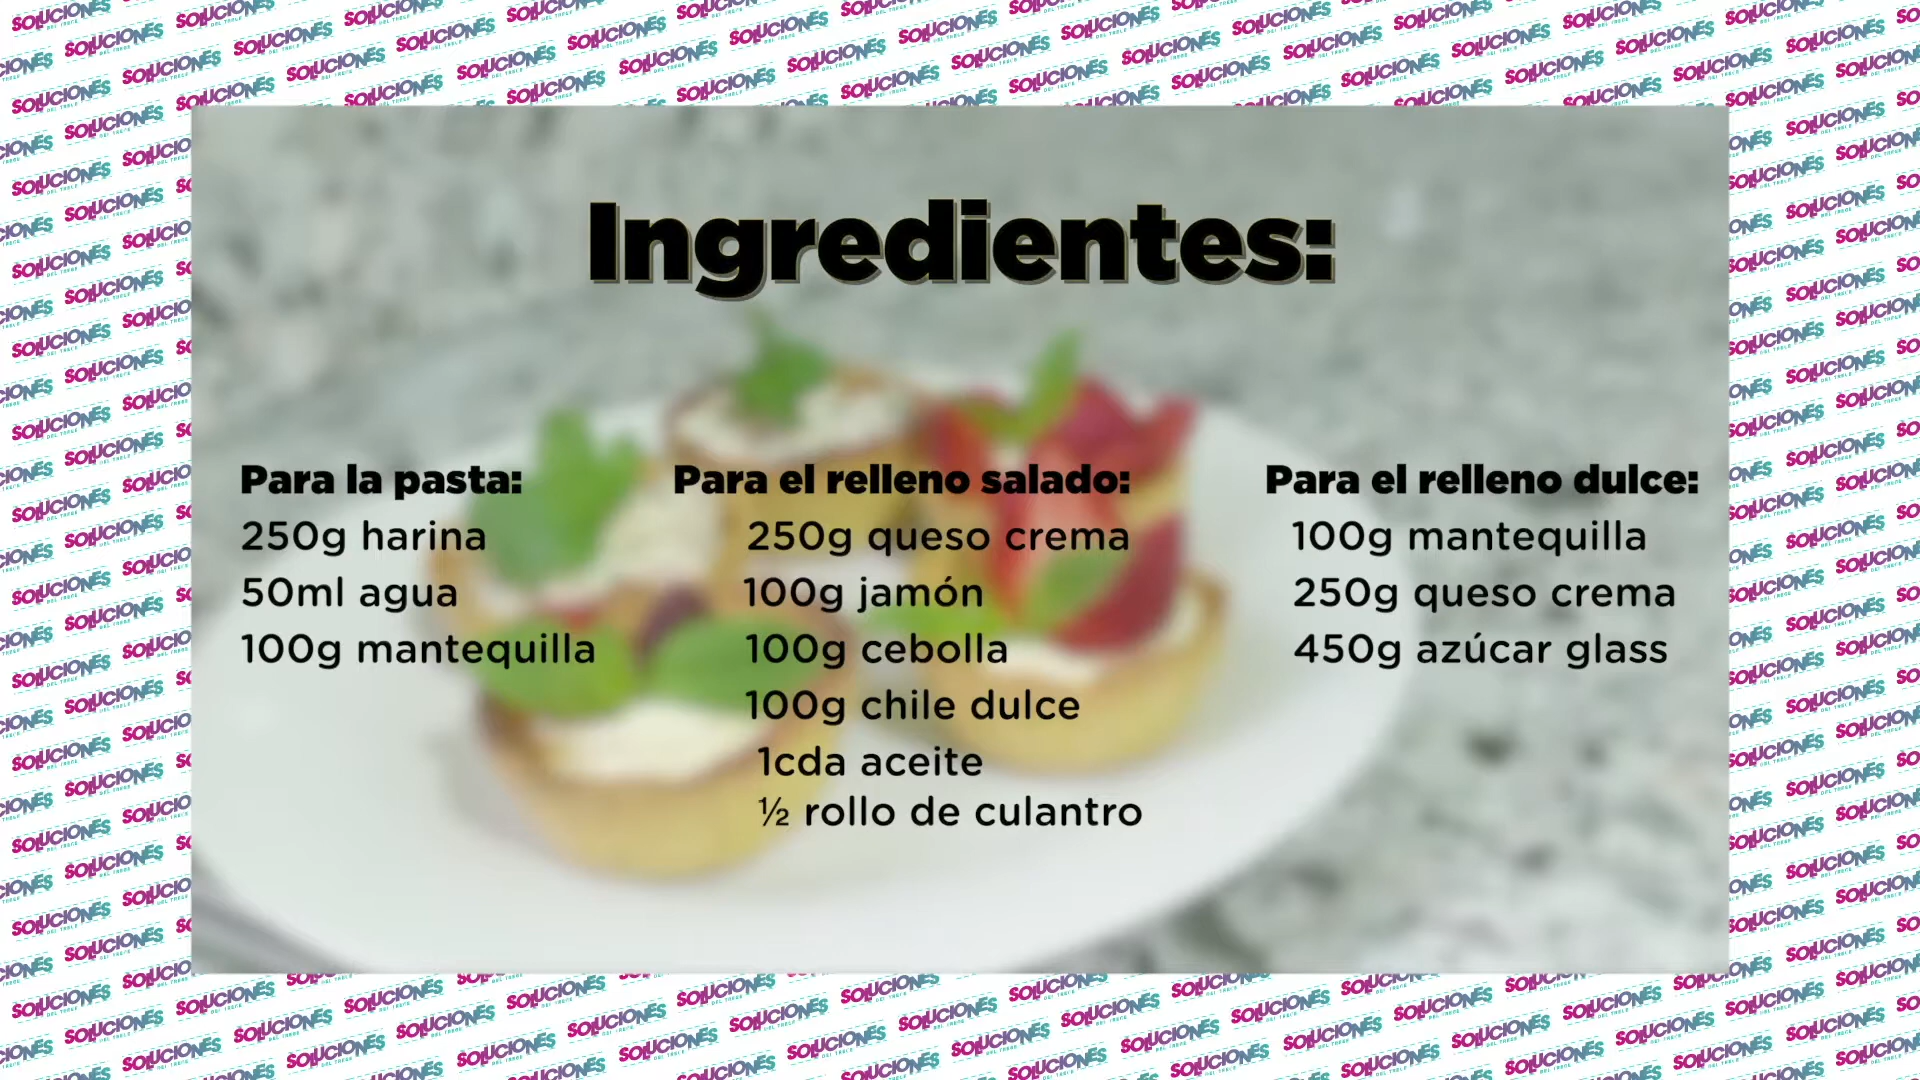 Ingredientes:
Para la pasta:
250g harina
50ml agua
100g mantequilla
Para el relleno salado:
250g queso crema
100g jamón
100g cebolla
100g chile dulce
1cda aceite
½ rollo de culantro
Para el relleno dulce:
100g mantequilla
250g queso crema
450g azúcar glass
SOLUCIONES